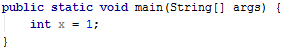 public static void main(String[] args) {
    int x = 1;
}